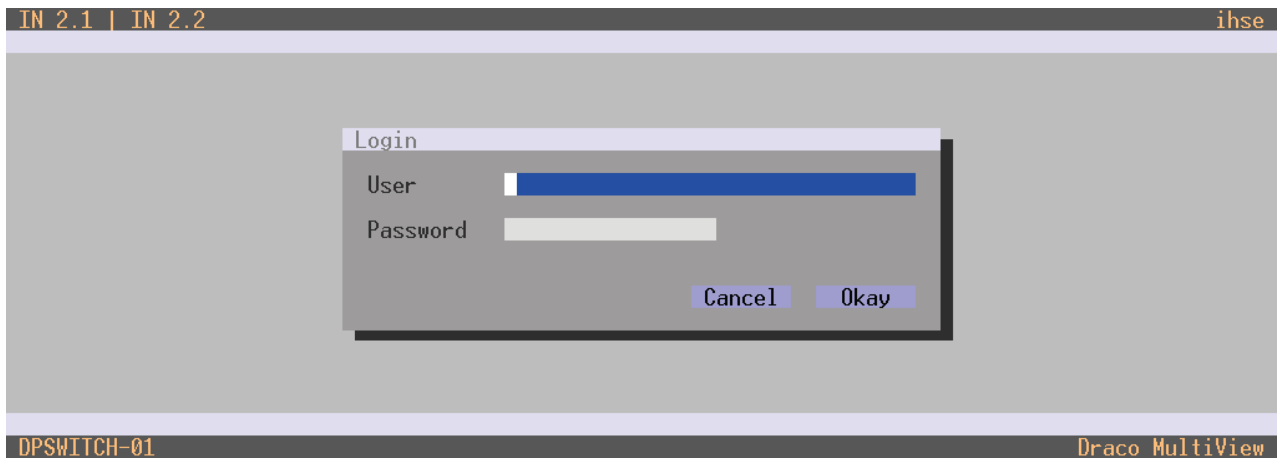 IN 2.1 | IN 2.2 ihse
Login
User
Password
Cancel Okay
DPSWITCH-01 Draco MultiView